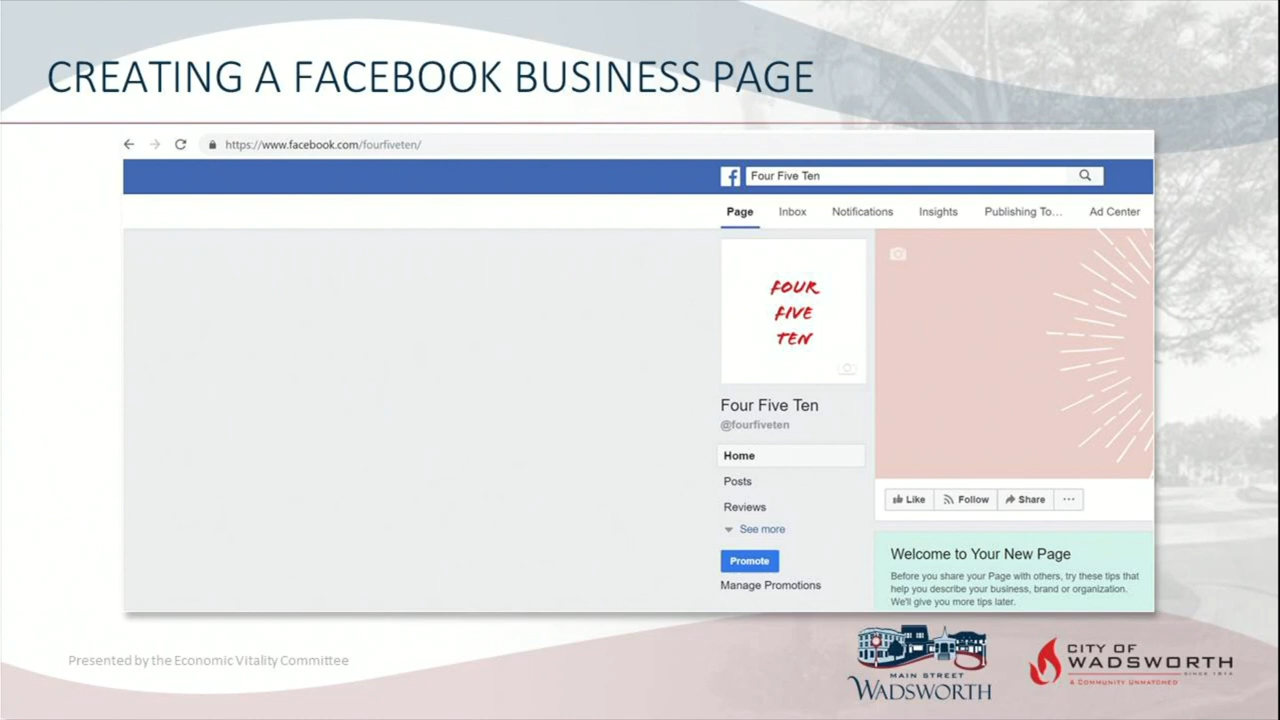 CREATING A FACEBOOK BUSINESS PAGE
https://www.facebook.com/fourfiveten/
Four Five Ten
Page Inbox Notifications Insights Publishing To... Ad Center
FOUR
FIVE
TEN
Four Five Ten
@fourfiveten
Home
Posts
Reviews
See more
Promote
Manage Promotions
Like Follow Share ...
Welcome to Your New Page
Before you share your Page with others, try these tips that
help you describe your business, brand or organization.
We'll give you more tips later.
Presented by the Economic Vitality Committee
MAIN STREET
WADSWORTH
CITY OF
WADSWORTH
SINCE 1814
A COMMUNITY UNMATCHED